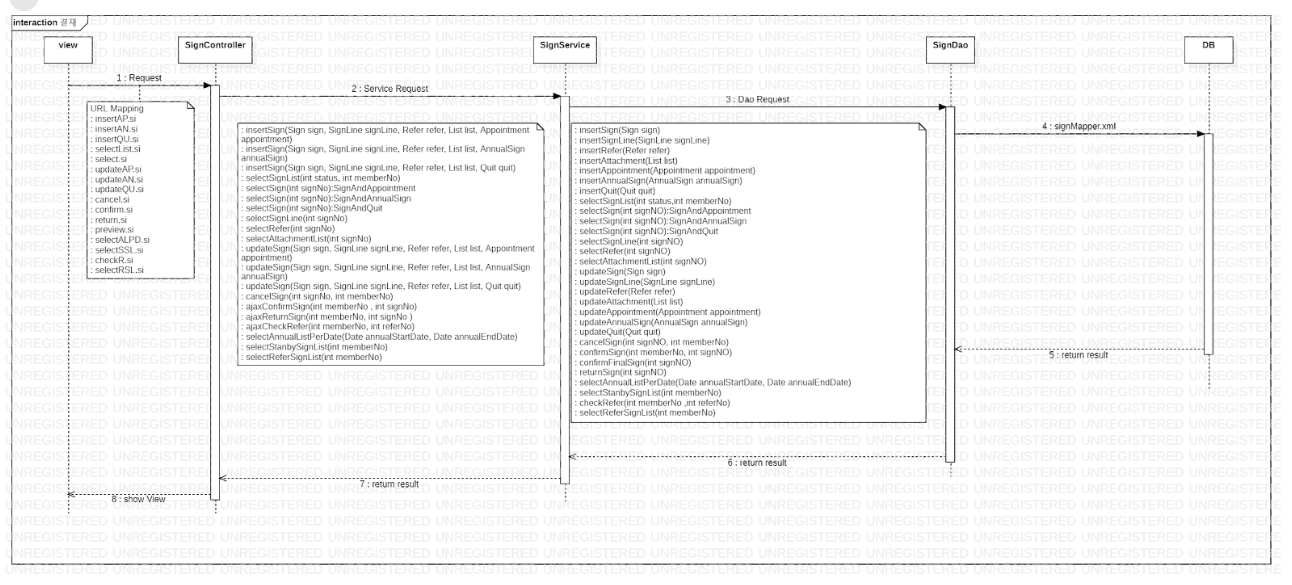 interaction 결재
view
SignController
SignService
SignDao
DB
1 : Request
2 : Service Request
3 : Dao Request
4 : signMapper.xml
URL Mapping
: insertAP.si
: insertAN.si
: insertQU.si
: selectList.si
: select.si
: updateAP.si
: updateAN.si
: updateQU.si
: cancel.si
: confirm.si
: return.si
: preview.si
: selectALPD.si
: selectSSL.si
: checkR.si
: selectRSL.si
: insertSign(Sign sign, SignLine signLine, Refer refer, List list, Appointment
appointment)
: insertSign(Sign sign, SignLine signLine, Refer refer, List list, AnnualSign
annualSign)
: insertSign(Sign sign, SignLine signLine, Refer refer, List list, Quit quit)
: selectSignList(int status, int memberNo)
: selectSign(int signNo):SignAndAppointment
: selectSign(int signNo):SignAndAnnualSign
: selectSign(int signNo):SignAndQuit
: selectSignLine(int signNo)
: selectRefer(int signNo)
: selectAttachmentList(int signNo)
: updateSign(Sign sign, SignLine signLine, Refer refer, List list, Appointment
appointment)
: updateSign(Sign sign, SignLine signLine, Refer refer, List list, AnnualSign
annualSign)
: updateSign(Sign sign, SignLine signLine, Refer refer, List list, Quit quit)
: cancelSign(int signNo, int memberNo)
: ajaxConfirmSign(int memberNo , int signNo)
: ajaxReturnSign(int memberNo, int signNo )
: ajaxCheckRefer(int memberNo, int referNo)
: selectAnnualListPerDate(Date annualStartDate, Date annualEndDate)
: selectStanbySignList(int memberNo)
: selectReferSignList(int memberNo)
: insertSign(Sign sign)
: insertSignLine(SignLine signLine)
: insertRefer(Refer refer)
: insertAttachment(List list)
: insertAppointment(Appointment appointment)
: insertAnnualSign(AnnualSign annualSign)
: insertQuit(Quit quit)
: selectSignList(int status,int memberNo)
: selectSign(int signNO):SignAndAppointment
: selectSign(int signNO):SignAndAnnualSign
: selectSign(int signNO):SignAndQuit
: selectSignLine(int signNO)
: selectRefer(int signNO)
: selectAttachmentList(int signNO)
: updateSign(Sign sign)
: updateSignLine(SignLine signLine)
: updateRefer(Refer refer)
: updateAttachment(List list)
: updateAppointment(Appointment appointment)
: updateAnnualSign(AnnualSign annualSign)
: updateQuit(Quit quit)
: cancelSign(int signNO, int memberNo)
: confirmSign(int memberNo, int signNO)
: confirmFinalSign(int signNO)
: returnSign(int signNO)
: selectAnnualListPerDate(Date annualStartDate, Date annualEndDate)
: selectStanbySignList(int memberNo)
: checkRefer(int memberNo ,int referNo)
: selectReferSignList(int memberNo)
5 : return result
6 : return result
7 : return result
8 : show View